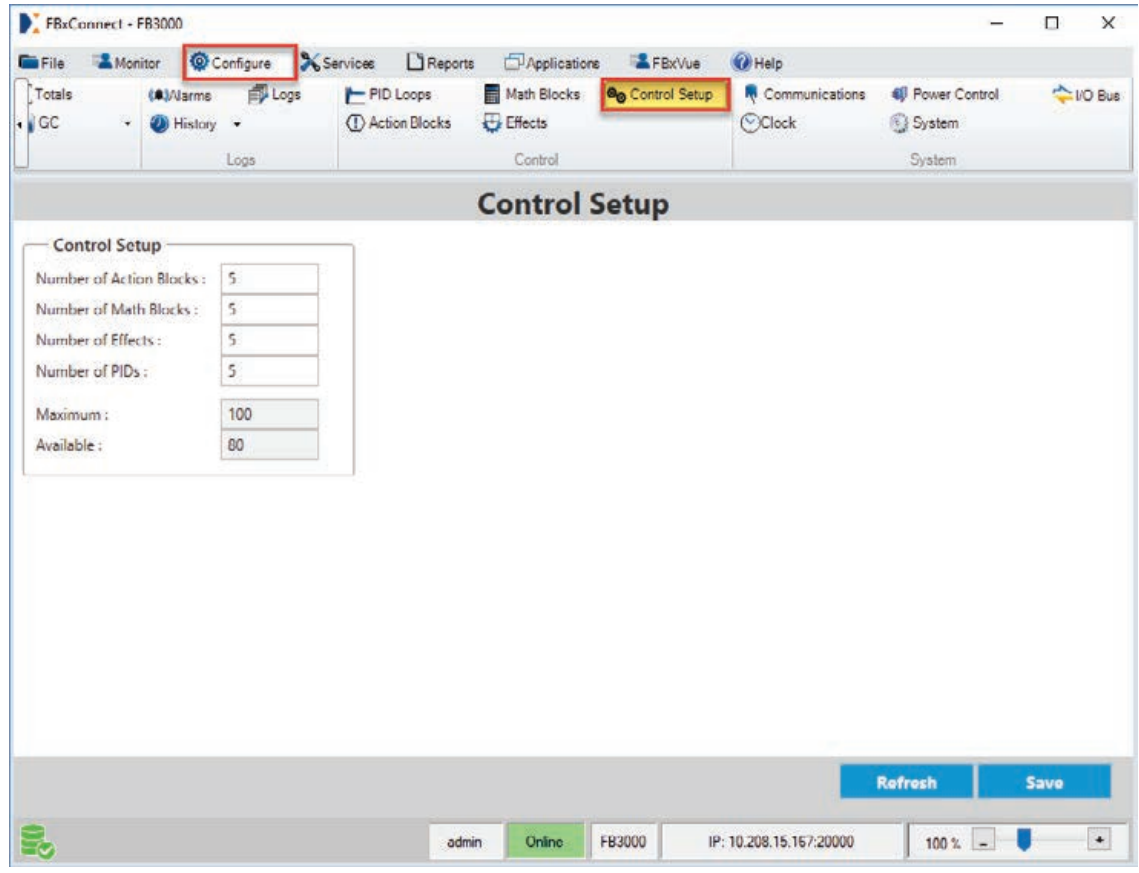 FBxConnect - FB3000
File Monitor Configure Services Reports Applications FBxVue Help
Totals Alarms Logs PID Loops Math Blocks Control Setup Communications Power Control I/O Bus
GC History Action Blocks Effects Clock System
Logs Control System
Control Setup
Control Setup
Number of Action Blocks : 5
Number of Math Blocks : 5
Number of Effects : 5
Number of PIDs : 5
Maximum : 100
Available : 80
Refresh Save
admin Online FB3000 IP: 10.208.15.167:20000 100 % - +